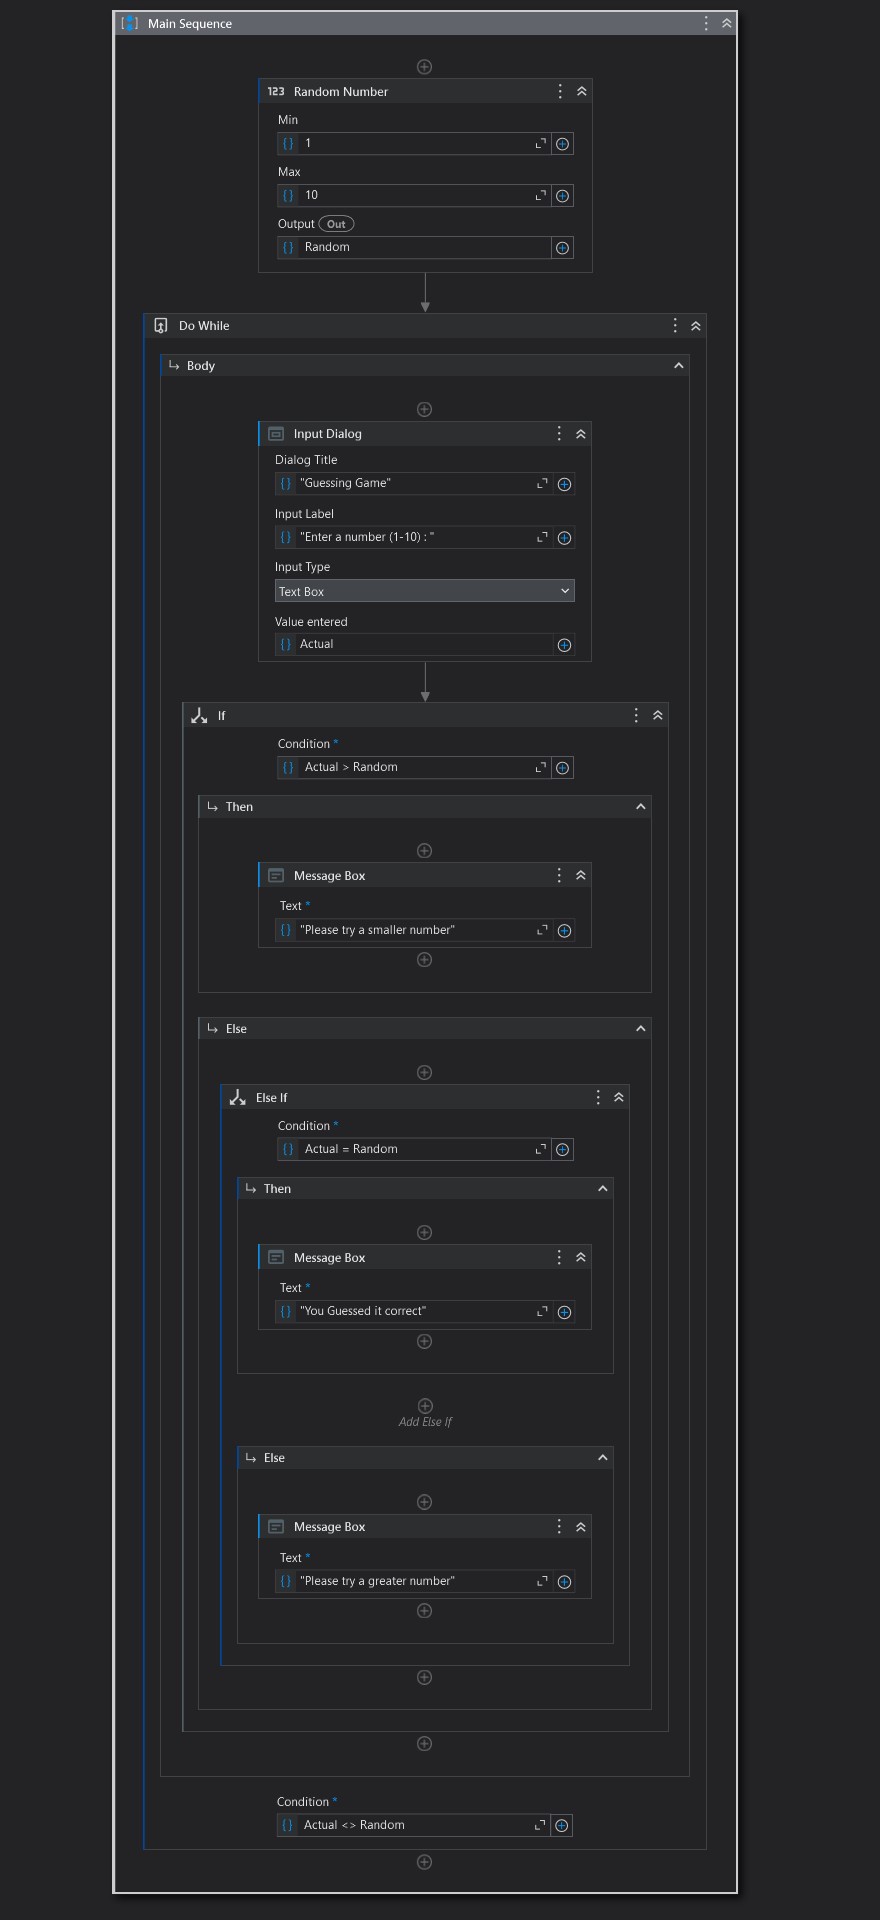 Main Sequence
123 Random Number
Min
1
Max
10
Output Out
Random
Do While
Body
Input Dialog
Dialog Title
"Guessing Game"
Input Label
"Enter a number (1-10) : "
Input Type
Text Box
Value entered
Actual
If
Condition *
Actual > Random
Then
Message Box
Text *
"Please try a smaller number"
Else
Else If
Condition *
Actual = Random
Then
Message Box
Text *
"You Guessed it correct"
Add Else If
Else
Message Box
Text *
"Please try a greater number"
Condition *
Actual <> Random